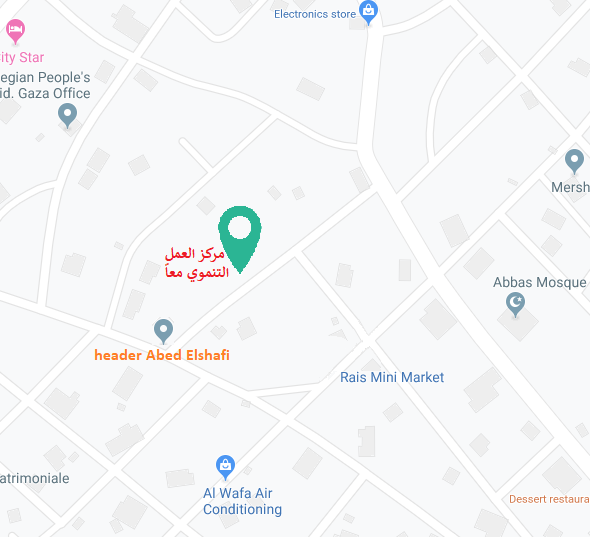 Electronics store
ity Star
egian People's
id. Gaza Office
Mersh
مركز العمل
التنموي معاً
Abbas Mosque
header Abed Elshafi
Rais Mini Market
atrimoniale
Al Wafa Air
Conditioning
Dessert restaura